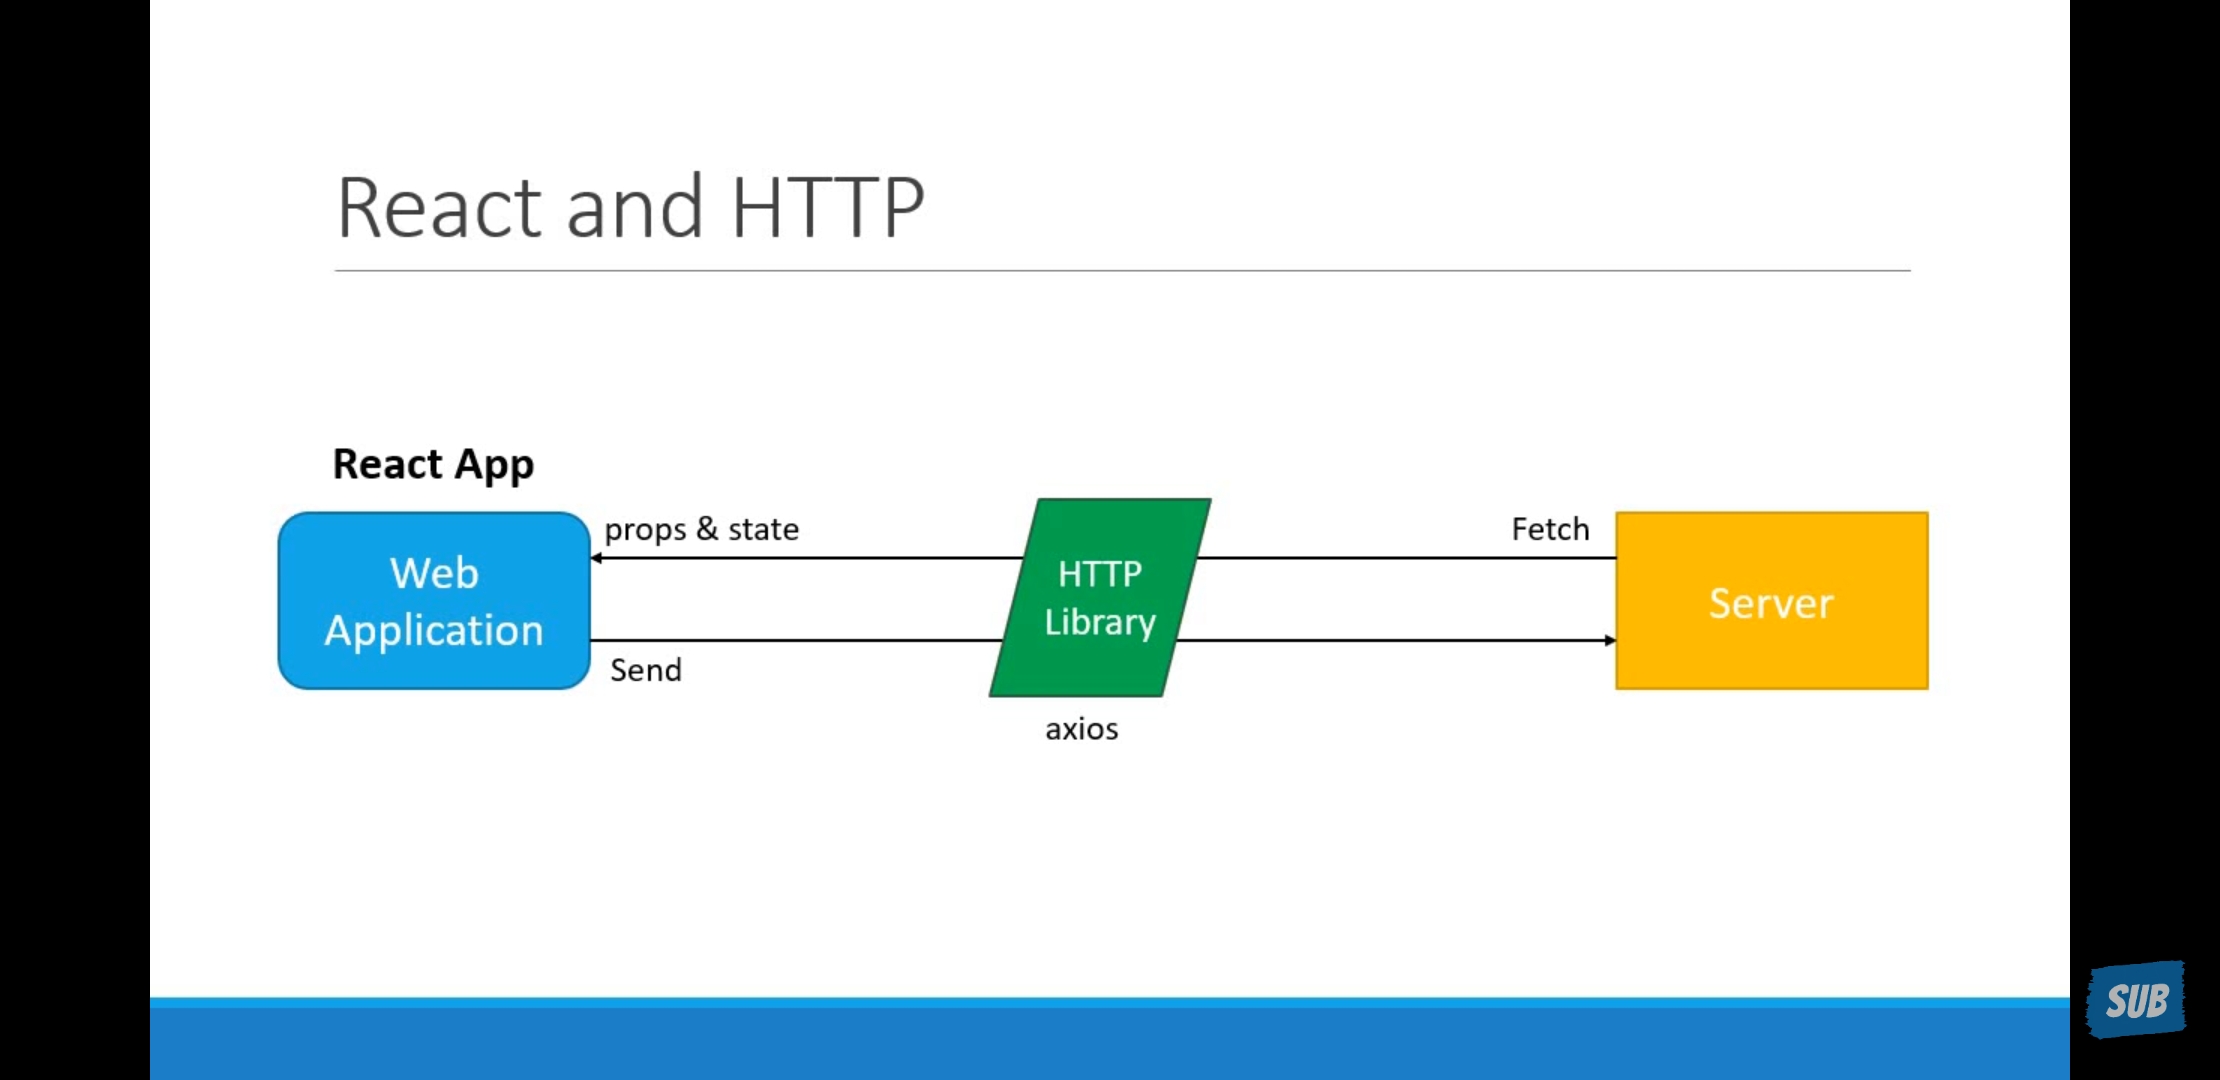 React and HTTP
React App
props & state
Fetch
Web
Application
HTTP
Library
Server
Send
axios
SUB